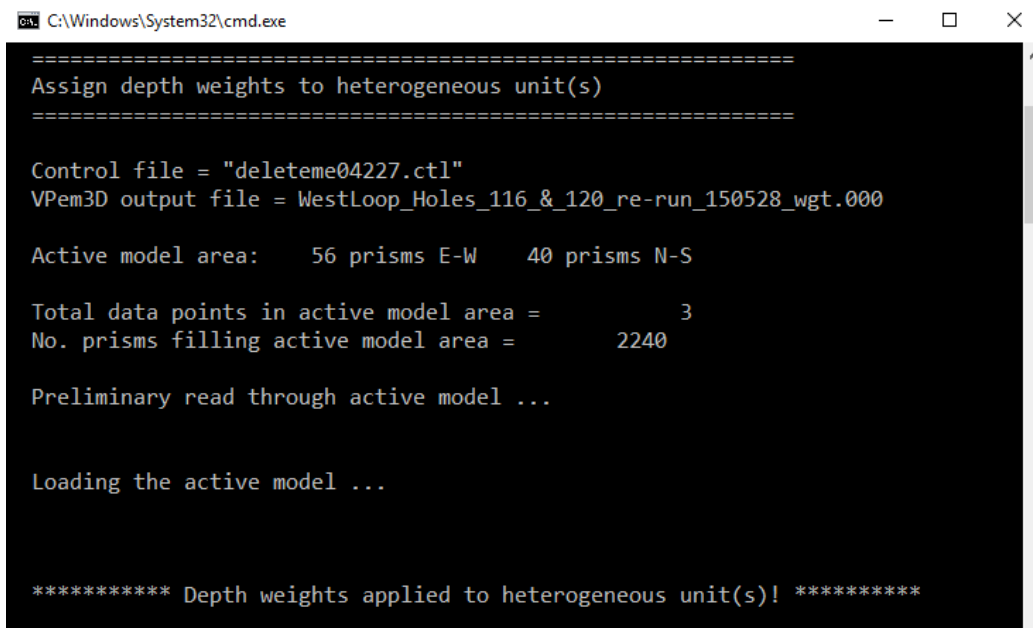 C:\Windows\System32\cmd.exe
============================================================
Assign depth weights to heterogeneous unit(s)
============================================================
Control file = "deleteme04227.ctl"
VPem3D output file = WestLoop_Holes_116_&_120_re-run_150528_wgt.000
Active model area:    56 prisms E-W    40 prisms N-S
Total data points in active model area =           3
No. prisms filling active model area =        2240
Preliminary read through active model ...
Loading the active model ...
*********** Depth weights applied to heterogeneous unit(s)! **********